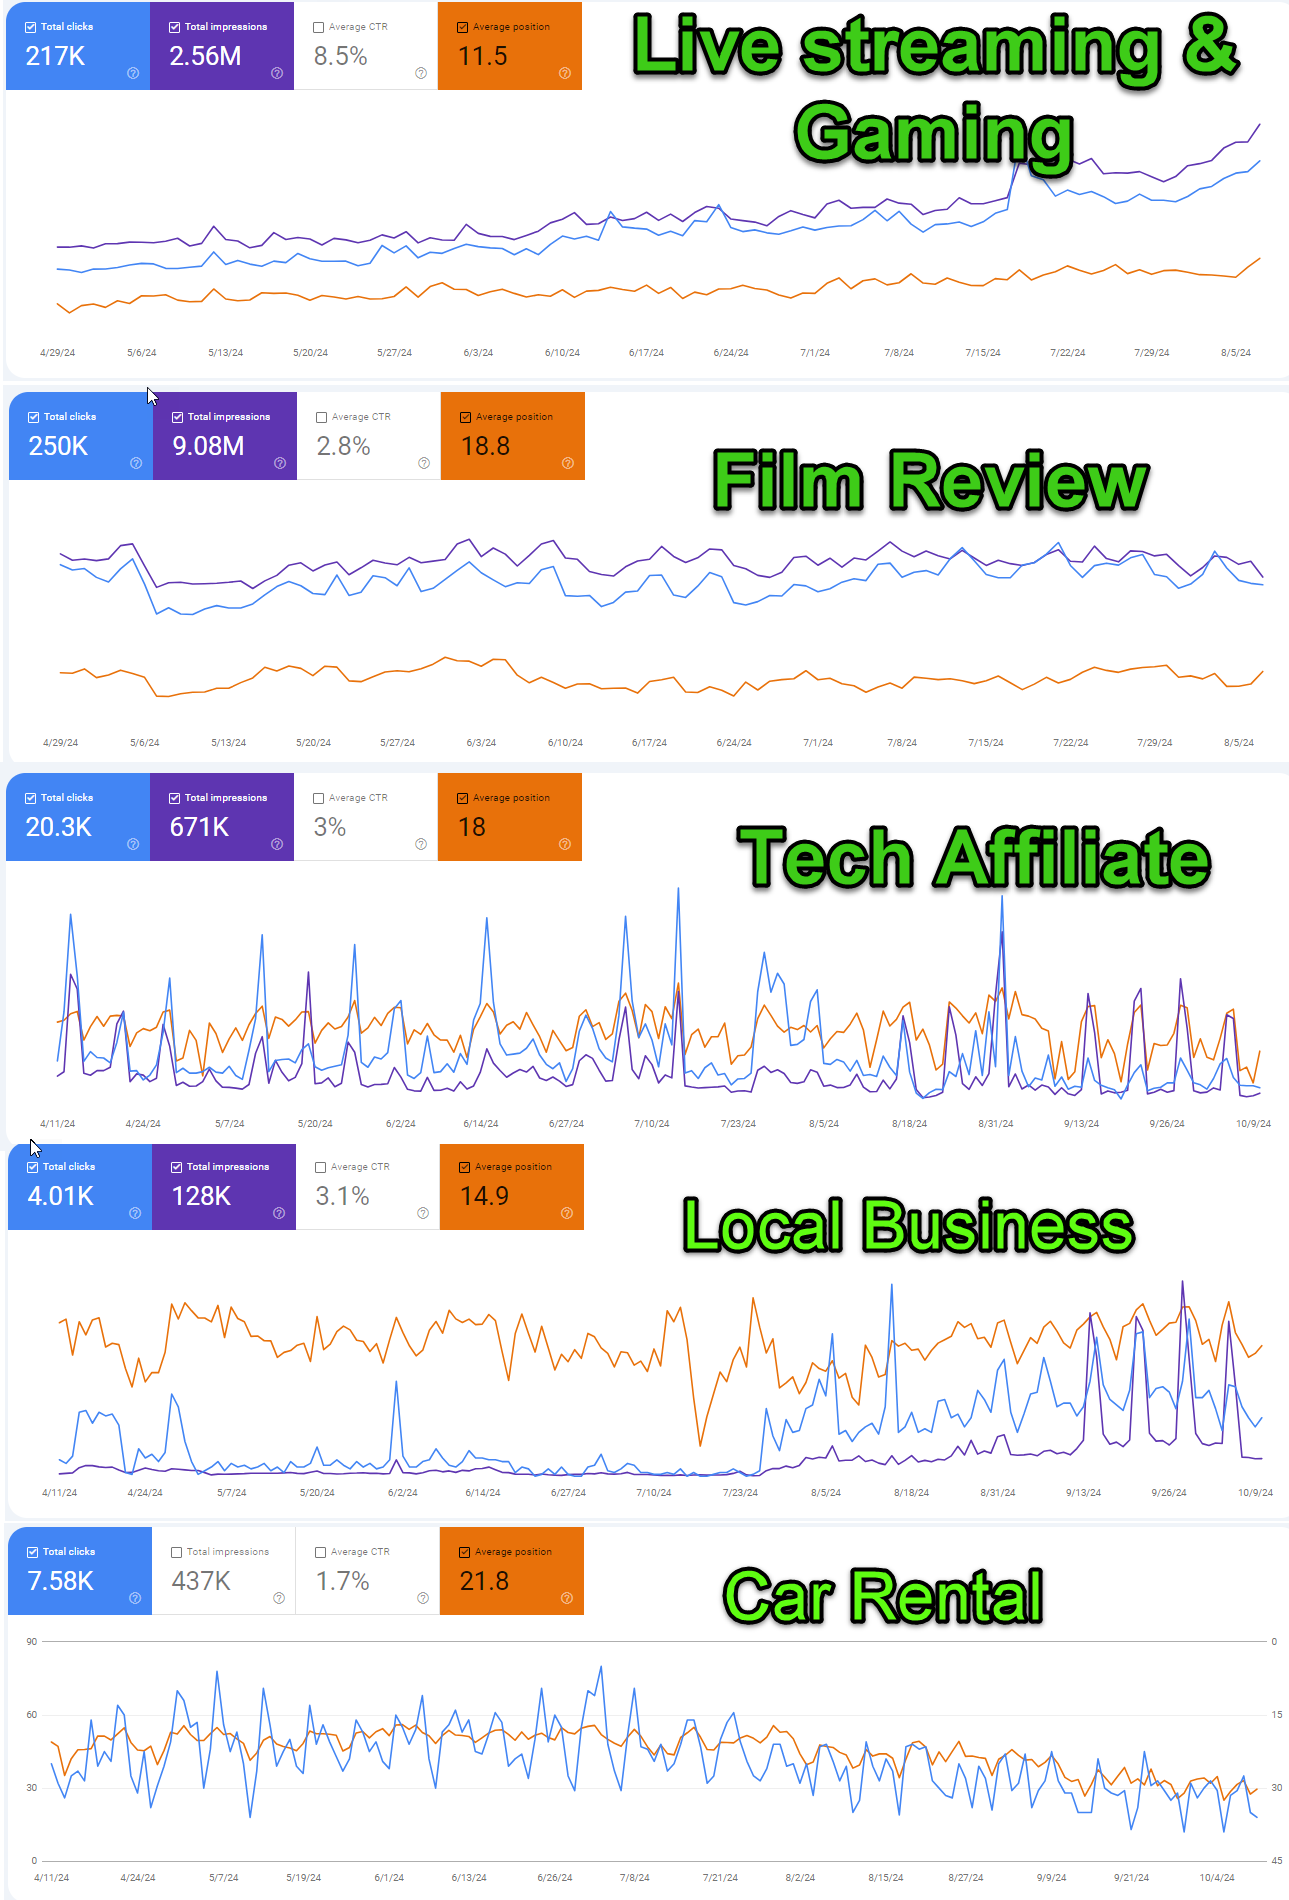 Total clicks Total impressions Average CTR Average position
217K 2.56M 8.5% 11.5
Live streaming &
Gaming
4/29/24 5/6/24 5/13/24 5/20/24 5/27/24 6/3/24 6/10/24 6/17/24 6/24/24 7/1/24 7/8/24 7/15/24 7/22/24 7/29/24 8/5/24
Total clicks Total impressions Average CTR Average position
250K 9.08M 2.8% 18.8
Film Review
4/29/24 5/6/24 5/13/24 5/20/24 5/27/24 6/3/24 6/10/24 6/17/24 6/24/24 7/1/24 7/8/24 7/15/24 7/22/24 7/29/24 8/5/24
Total clicks Total impressions Average CTR Average position
20.3K 671K 3% 18
Tech Affiliate
4/11/24 4/24/24 5/7/24 5/20/24 6/2/24 6/14/24 6/27/24 7/10/24 7/23/24 8/5/24 8/18/24 8/31/24 9/13/24 9/26/24 10/9/24
Total clicks Total impressions Average CTR Average position
4.01K 128K 3.1% 14.9
Local Business
4/11/24 4/24/24 5/7/24 5/20/24 6/2/24 6/14/24 6/27/24 7/10/24 7/23/24 8/5/24 8/18/24 8/31/24 9/13/24 9/26/24 10/9/24
Total clicks Total impressions Average CTR Average position
7.58K 437K 1.7% 21.8
Car Rental
90 0
60 15
30 30
0 45
4/11/24 4/24/24 5/7/24 5/19/24 6/1/24 6/13/24 6/26/24 7/8/24 7/21/24 8/2/24 8/15/24 8/27/24 9/9/24 9/21/24 10/4/24